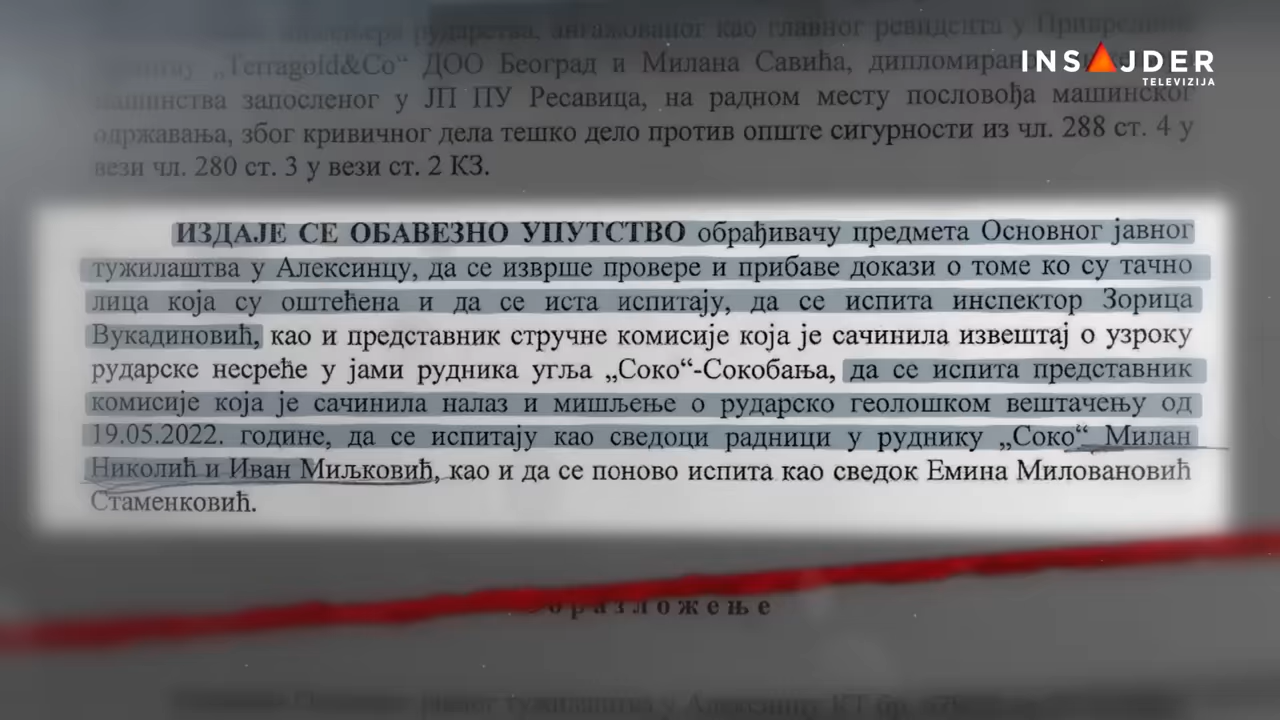 рударства, ангажованог као главног ревидента у Привредном
INSAJDER
TELEVIZIJA
„Terragold&Co“ ДОО Београд и Милана Савића,
машинства запосленог у ЈП ПУ Ресавица, на радном месту пословођа машинског
одржавања, због кривичног дела тешко дело против опште сигурности из чл. 288 ст. 4 у
вези чл. 280 ст. 3 у вези ст. 2 КЗ.
ИЗДАЈЕ СЕ ОБАВЕЗНО УПУТСТВО обрађивачу предмета Основног јавног
тужилаштва у Алексинцу, да се изврше провере и прибаве докази о томе ко су тачно
лица која су оштећена и да се иста испитају, да се испита инспектор Зорица
Вукадиновић, као и представник стручне комисије која је сачинила извештај о узроку
рударске несреће у јами рудника угља „Соко“-Сокобања, да се испита представник
комисије која је сачинила налаз и мишљење о рударско геолошком вештачењу од
19.05.2022. године, да се испитају као сведоци радници у руднику „Соко“ Милан
Николић и Иван Миљковић, као и да се поново испита као сведок Емина Миловановић
Стаменковић.
О б р а з л о ж е њ е